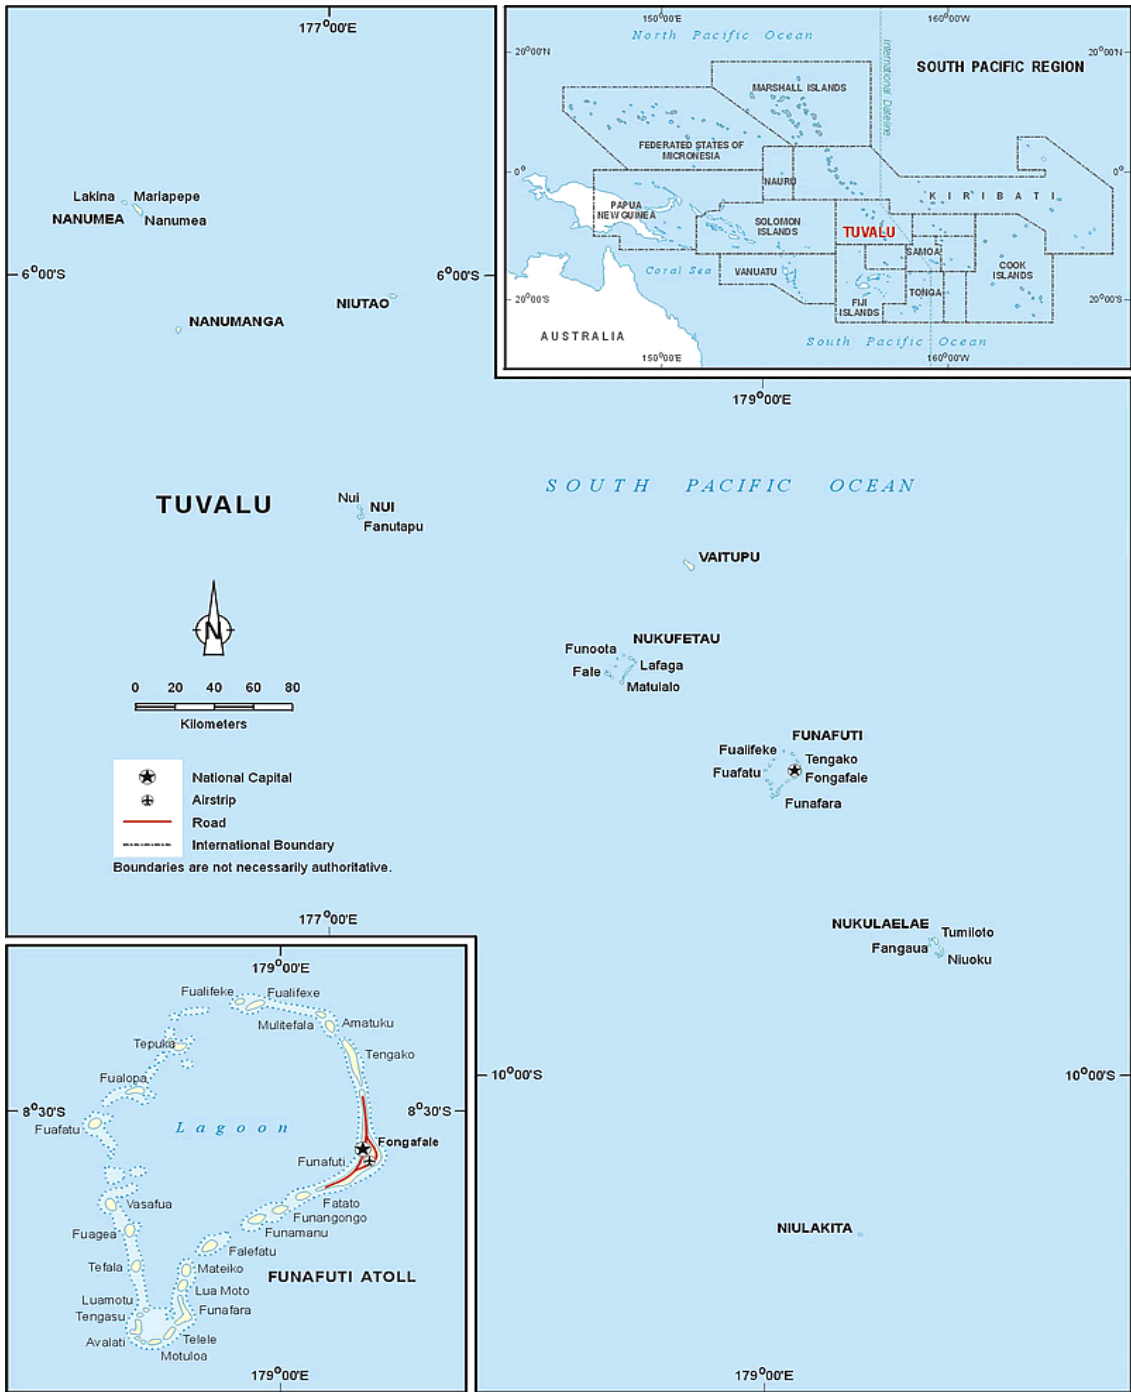 177°00'E
Lakina
Mariapepe
NANUMEA
Nanumea
6°00'S
6°00'S
NIUTAO
NANUMANGA
150°00'E
160°00'W
North Pacific Ocean
20°00'N
20°00'N
International Dateline
SOUTH PACIFIC REGION
MARSHALL ISLANDS
FEDERATED STATES OF
MICRONESIA
0°
0°
NAURU
KIRIBATI
PAPUA
NEW GUINEA
SOLOMON
ISLANDS
TUVALU
SAMOA
Coral Sea
VANUATU
COOK
ISLANDS
TONGA
20°00'S
20°00'S
FIJI
ISLANDS
AUSTRALIA
South Pacific Ocean
150°00'E
160°00'W
179°00'E
SOUTH PACIFIC OCEAN
TUVALU
Nui
NUI
Fanutapu
VAITUPU
NUKUFETAU
Funoota
Lafaga
Fale
Matulalo
N
0 20 40 60 80
Kilometers
FUNAFUTI
Fualifeke
Tengako
Fuafatu
Fongafale
Funafara
National Capital
Airstrip
Road
International Boundary
Boundaries are not necessarily authoritative.
177°00'E
NUKULAELAE
Tumiloto
Fangaua
Niuoku
10°00'S
10°00'S
NIULAKITA
179°00'E
179°00'E
Fualifeke
Fualifexe
Mulitefala
Amatuku
Tepuka
Tengako
Fualopa
8°30'S
8°30'S
Fuafatu
Lagoon
Fongafale
Funafuti
Vasafua
Fatato
Funangongo
Fuagea
Funamanu
Falefatu
Tefala
Mateiko
FUNAFUTI ATOLL
Lua Moto
Luamotu
Funafara
Tengasu
Avalati
Telele
Motuloa
179°00'E